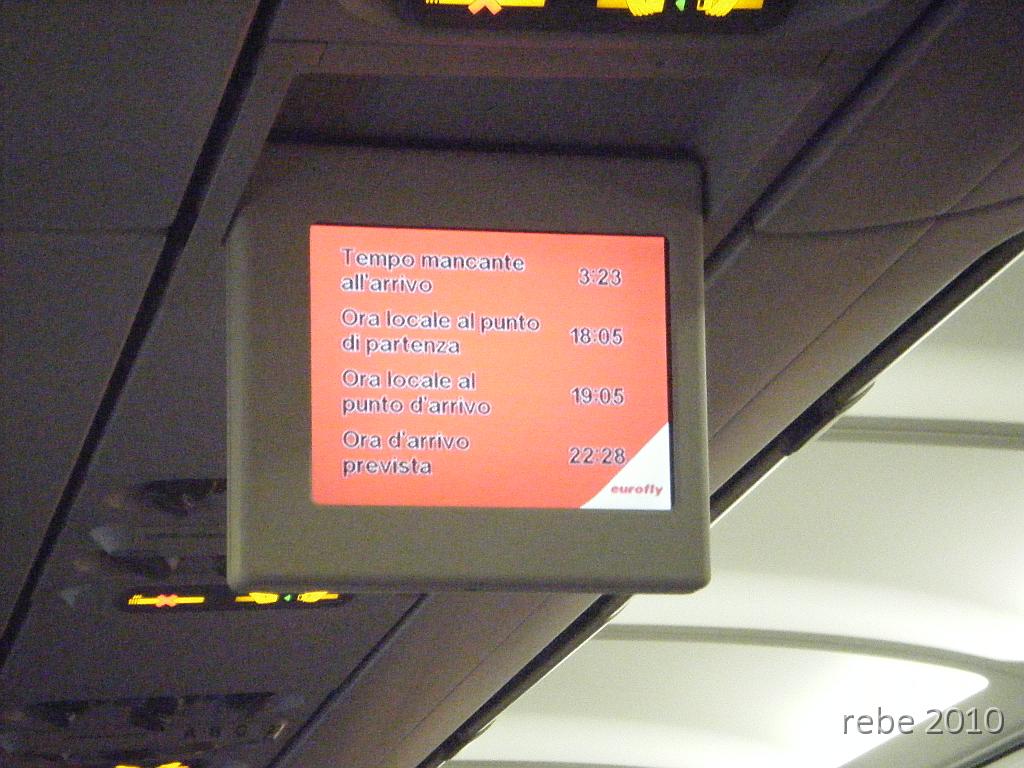 Tempo mancante
all'arrivo 3:23
Ora locale al punto
di partenza 18:05
Ora locale al
punto d'arrivo 19:05
Ora d'arrivo
prevista 22:28
eurofly
rebe 2010